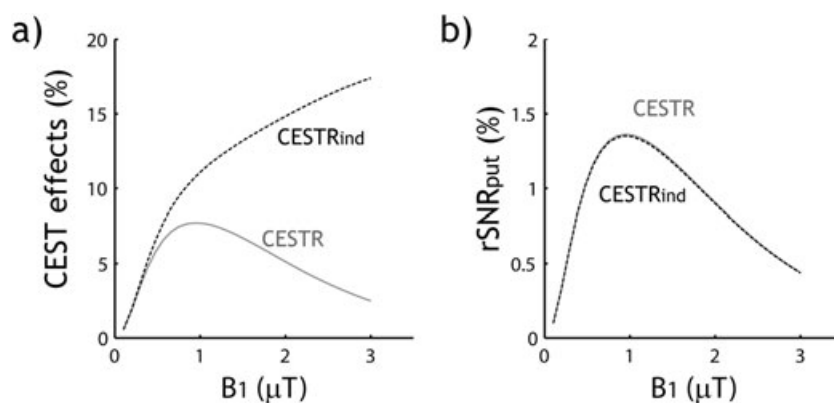 a)
CEST effects (%)
20
15
10
5
0
0
1
2
3
B1 (μT)
CESTRind
CESTR
b)
rSNRput (%)
2
1.5
1
0.5
0
0
1
2
3
B1 (μT)
CESTR
CESTRind